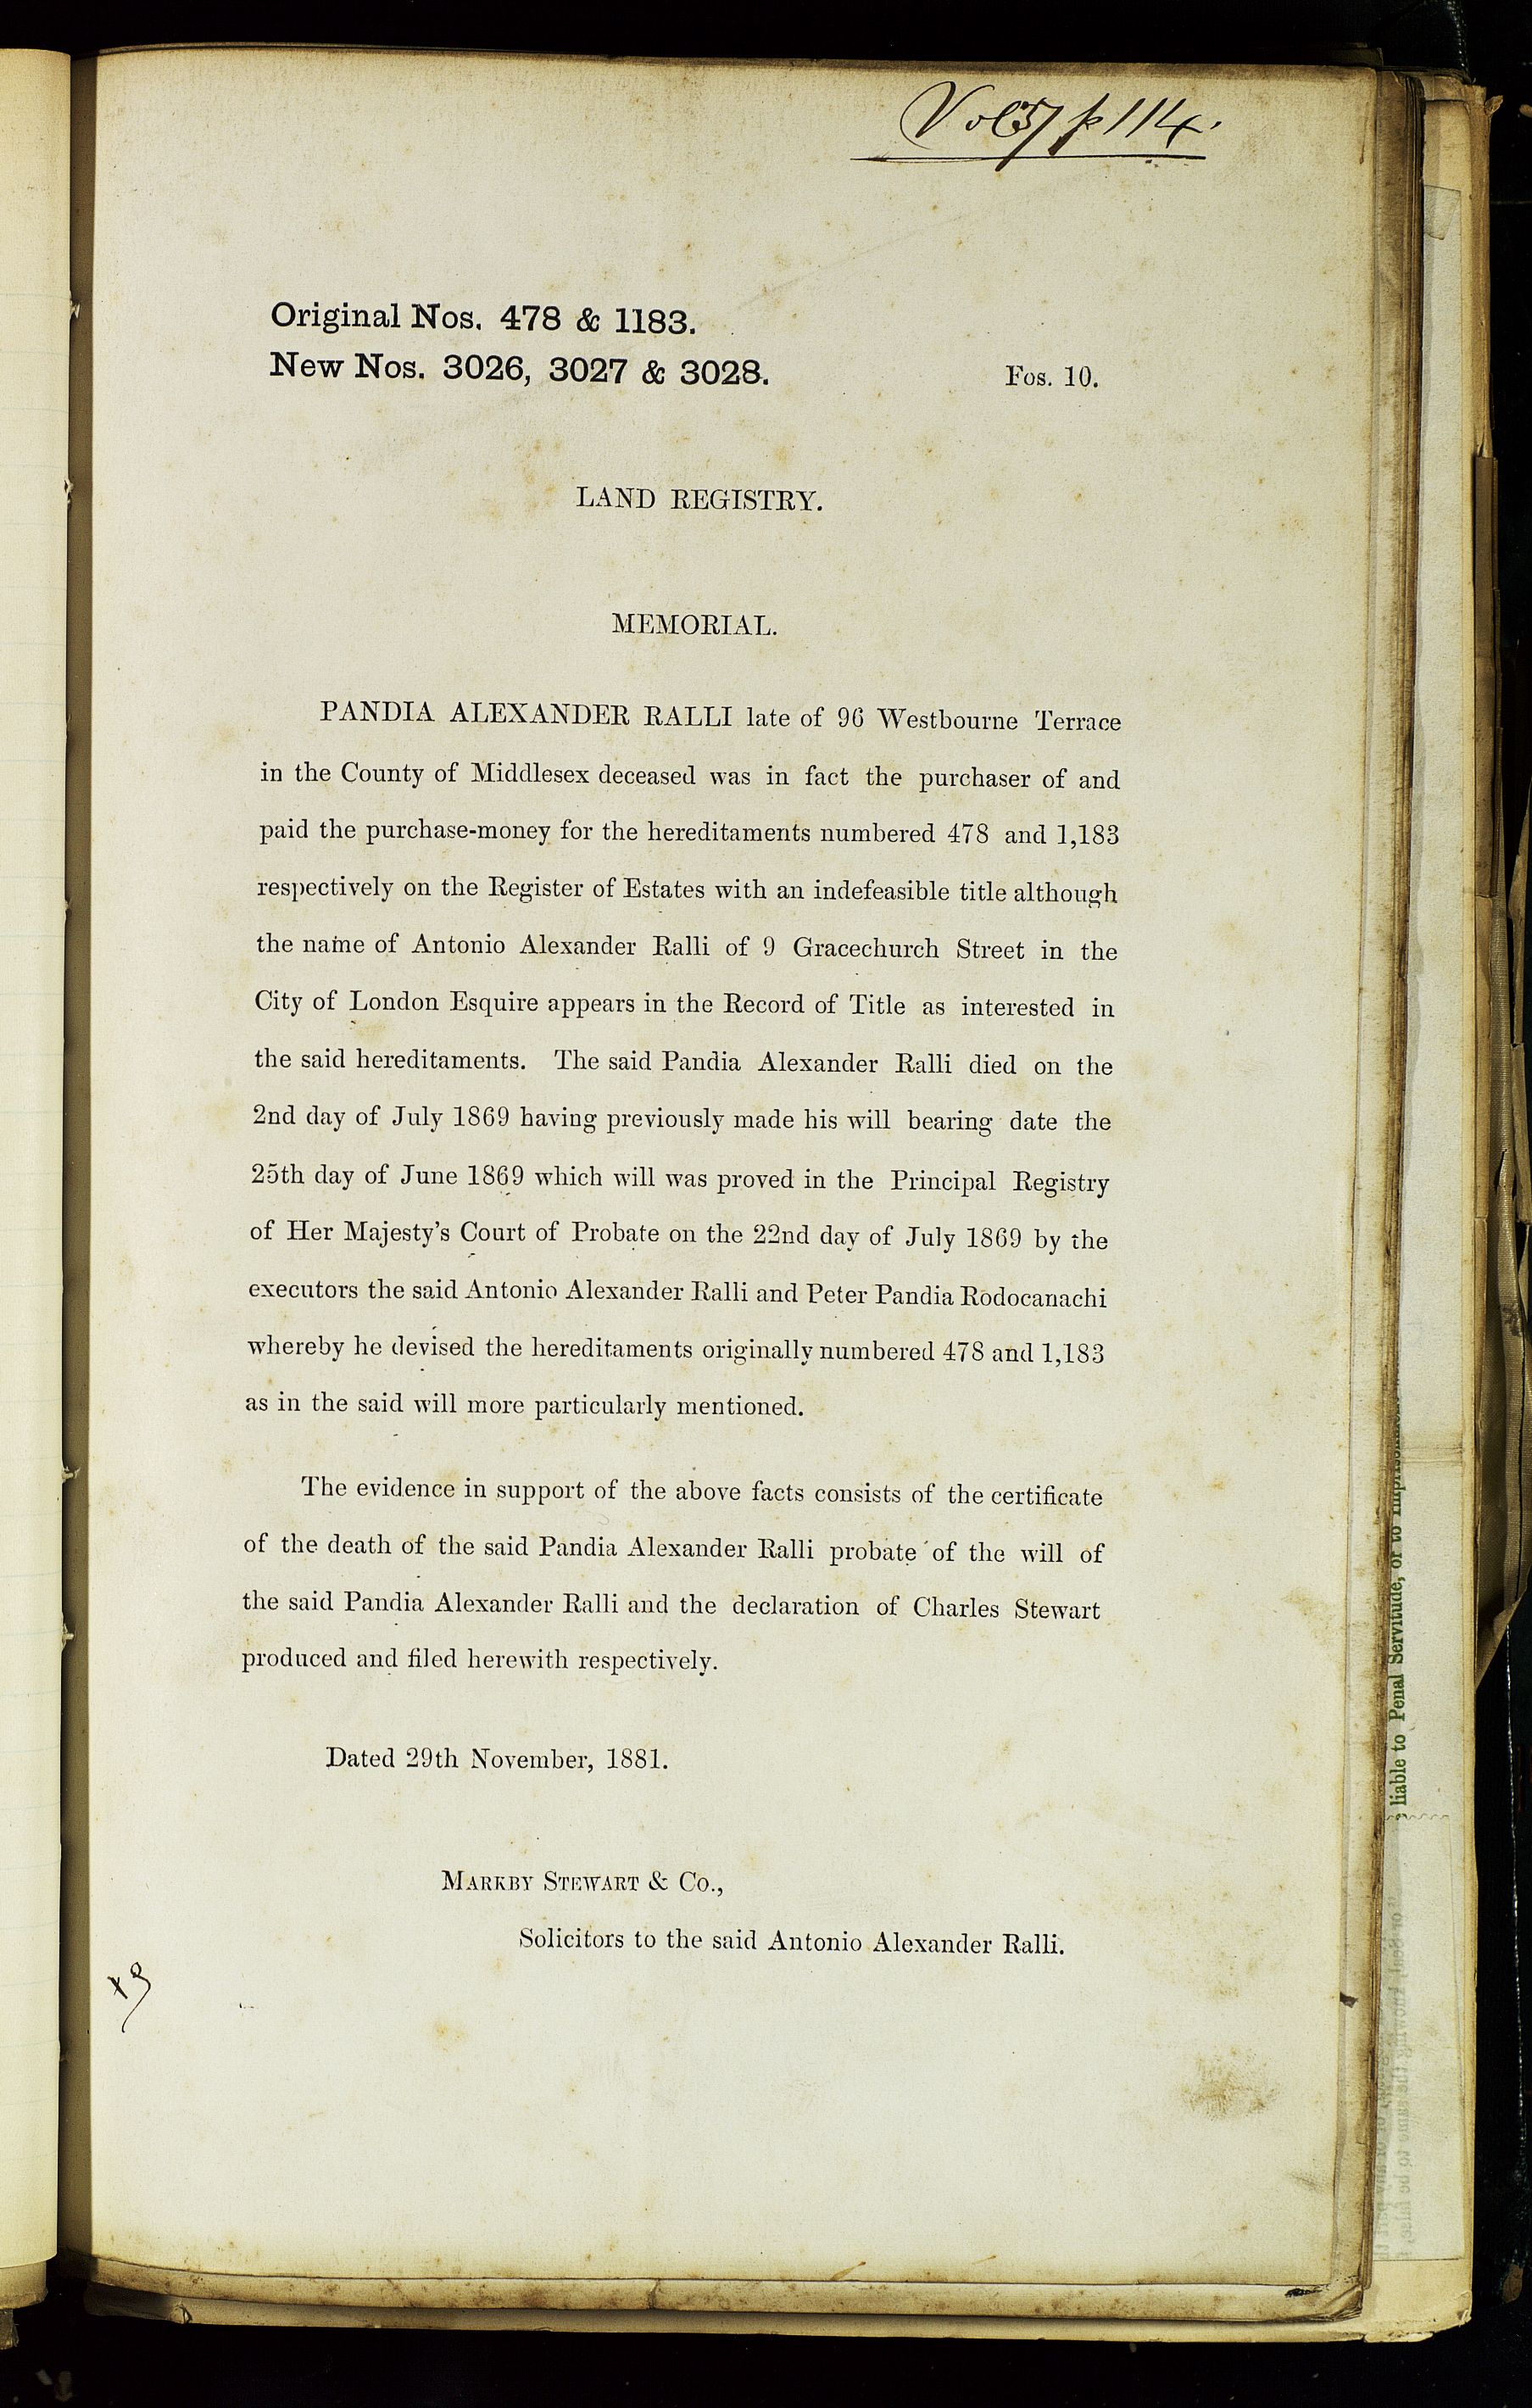 Vol 57 p 114.
Original Nos. 478 & 1183.
New Nos. 3026, 3027 & 3028.
Fos. 10.
LAND REGISTRY.
MEMORIAL.
PANDIA ALEXANDER RALLI late of 96 Westbourne Terrace
in the County of Middlesex deceased was in fact the purchaser of and
paid the purchase-money for the hereditaments numbered 478 and 1,183
respectively on the Register of Estates with an indefeasible title although
the name of Antonio Alexander Ralli of 9 Gracechurch Street in the
City of London Esquire appears in the Record of Title as interested in
the said hereditaments. The said Pandia Alexander Ralli died on the
2nd day of July 1869 having previously made his will bearing date the
25th day of June 1869 which will was proved in the Principal Registry
of Her Majesty's Court of Probate on the 22nd day of July 1869 by the
executors the said Antonio Alexander Ralli and Peter Pandia Rodocanachi
whereby he devised the hereditaments originally numbered 478 and 1,183
as in the said will more particularly mentioned.
The evidence in support of the above facts consists of the certificate
of the death of the said Pandia Alexander Ralli probate of the will of
the said Pandia Alexander Ralli and the declaration of Charles Stewart
produced and filed herewith respectively.
Dated 29th November, 1881.
MARKBY STEWART & CO.,
Solicitors to the said Antonio Alexander Ralli.
x9
liable to Penal Servitude, or to